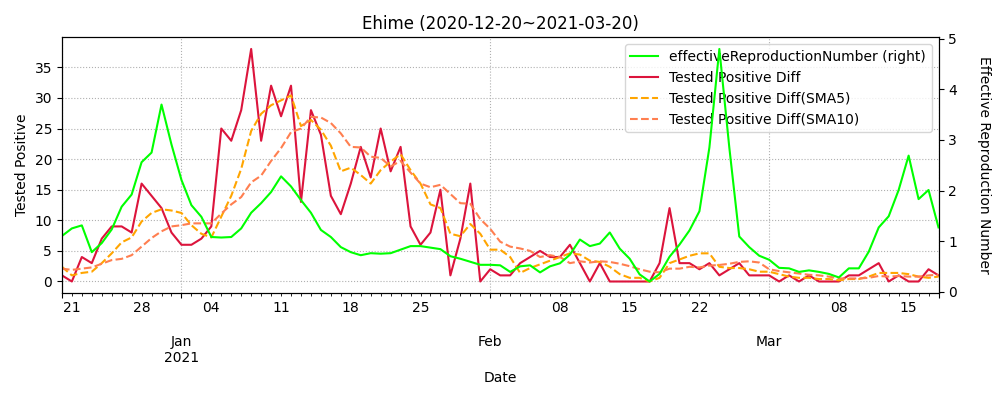 Ehime (2020-12-20~2021-03-20)
effectiveReproductionNumber (right)
Tested Positive Diff
Tested Positive Diff(SMA5)
Tested Positive Diff(SMA10)
Tested Positive
35
30
25
20
15
10
5
0
Effective Reproduction Number
5
4
3
2
1
0
21 28 04 11 18 25 08 15 22 08 15
Jan Feb Mar
2021
Date